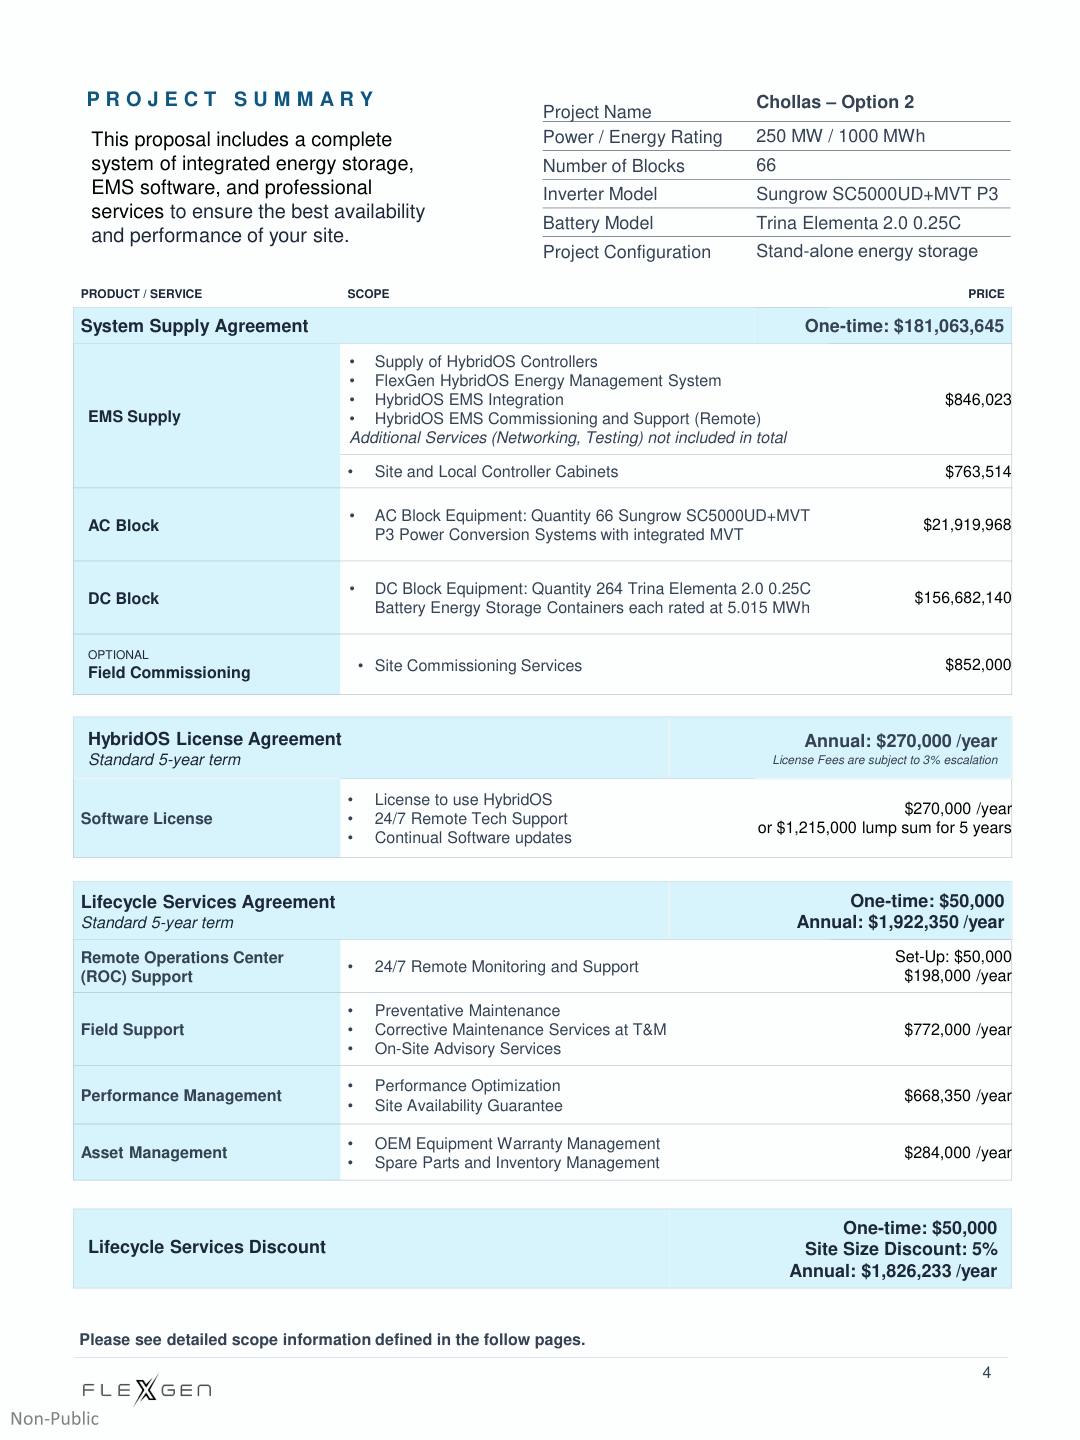 PROJECT SUMMARY
This proposal includes a complete
system of integrated energy storage,
EMS software, and professional
services to ensure the best availability
and performance of your site.
Project Name Chollas – Option 2
Power / Energy Rating 250 MW / 1000 MWh
Number of Blocks 66
Inverter Model Sungrow SC5000UD+MVT P3
Battery Model Trina Elementa 2.0 0.25C
Project Configuration Stand-alone energy storage
PRODUCT / SERVICE SCOPE PRICE
System Supply Agreement One-time: $181,063,645
EMS Supply
• Supply of HybridOS Controllers
• FlexGen HybridOS Energy Management System
• HybridOS EMS Integration
• HybridOS EMS Commissioning and Support (Remote)
Additional Services (Networking, Testing) not included in total
$846,023
• Site and Local Controller Cabinets $763,514
AC Block
• AC Block Equipment: Quantity 66 Sungrow SC5000UD+MVT
P3 Power Conversion Systems with integrated MVT
$21,919,968
DC Block
• DC Block Equipment: Quantity 264 Trina Elementa 2.0 0.25C
Battery Energy Storage Containers each rated at 5.015 MWh
$156,682,140
OPTIONAL
Field Commissioning
• Site Commissioning Services
$852,000
HybridOS License Agreement
Standard 5-year term
Annual: $270,000 /year
License Fees are subject to 3% escalation
Software License
• License to use HybridOS
• 24/7 Remote Tech Support
• Continual Software updates
$270,000 /year
or $1,215,000 lump sum for 5 years
Lifecycle Services Agreement
Standard 5-year term
One-time: $50,000
Annual: $1,922,350 /year
Remote Operations Center
(ROC) Support
• 24/7 Remote Monitoring and Support
Set-Up: $50,000
$198,000 /year
Field Support
• Preventative Maintenance
• Corrective Maintenance Services at T&M
• On-Site Advisory Services
$772,000 /year
Performance Management
• Performance Optimization
• Site Availability Guarantee
$668,350 /year
Asset Management
• OEM Equipment Warranty Management
• Spare Parts and Inventory Management
$284,000 /year
Lifecycle Services Discount
One-time: $50,000
Site Size Discount: 5%
Annual: $1,826,233 /year
Please see detailed scope information defined in the follow pages.
4
FLEXGEN
Non-Public